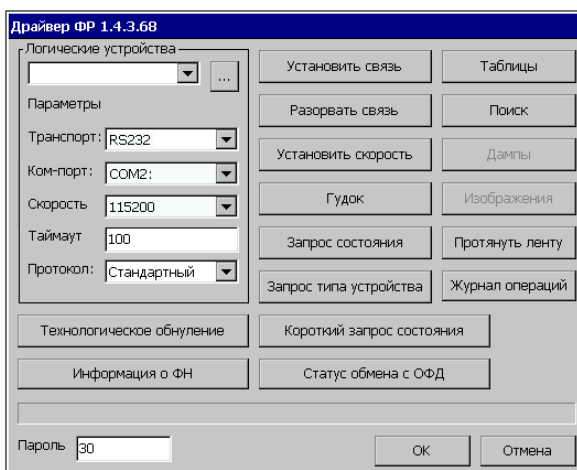 Драйвер ФР 1.4.3.68
Логические устройства
...
Параметры
Транспорт: RS232
Ком-порт: COM2:
Скорость 115200
Таймаут 100
Протокол: Стандартный
Установить связь
Таблицы
Разорвать связь
Поиск
Установить скорость
Дампы
Гудок
Изображения
Запрос состояния
Протянуть ленту
Запрос типа устройства
Журнал операций
Технологическое обнуление
Короткий запрос состояния
Информация о ФН
Статус обмена с ОФД
Пароль 30
OK
Отмена